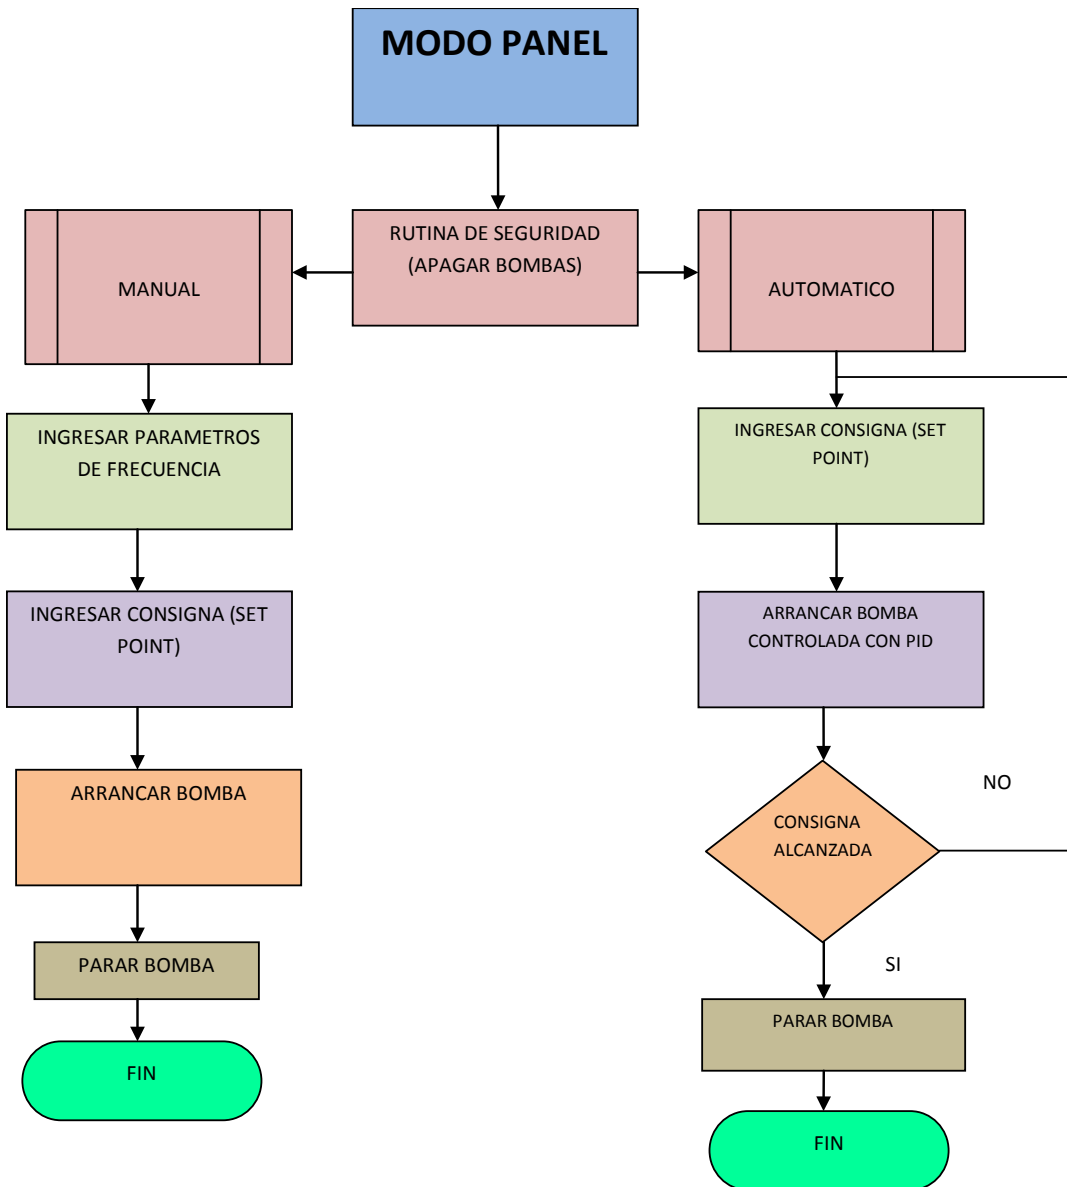 MODO PANEL
RUTINA DE SEGURIDAD
(APAGAR BOMBAS)
MANUAL
AUTOMATICO
INGRESAR PARAMETROS
DE FRECUENCIA
INGRESAR CONSIGNA (SET
POINT)
ARRANCAR BOMBA
PARAR BOMBA
FIN
INGRESAR CONSIGNA (SET
POINT)
ARRANCAR BOMBA
CONTROLADA CON PID
CONSIGNA
ALCANZADA
NO
SI
PARAR BOMBA
FIN